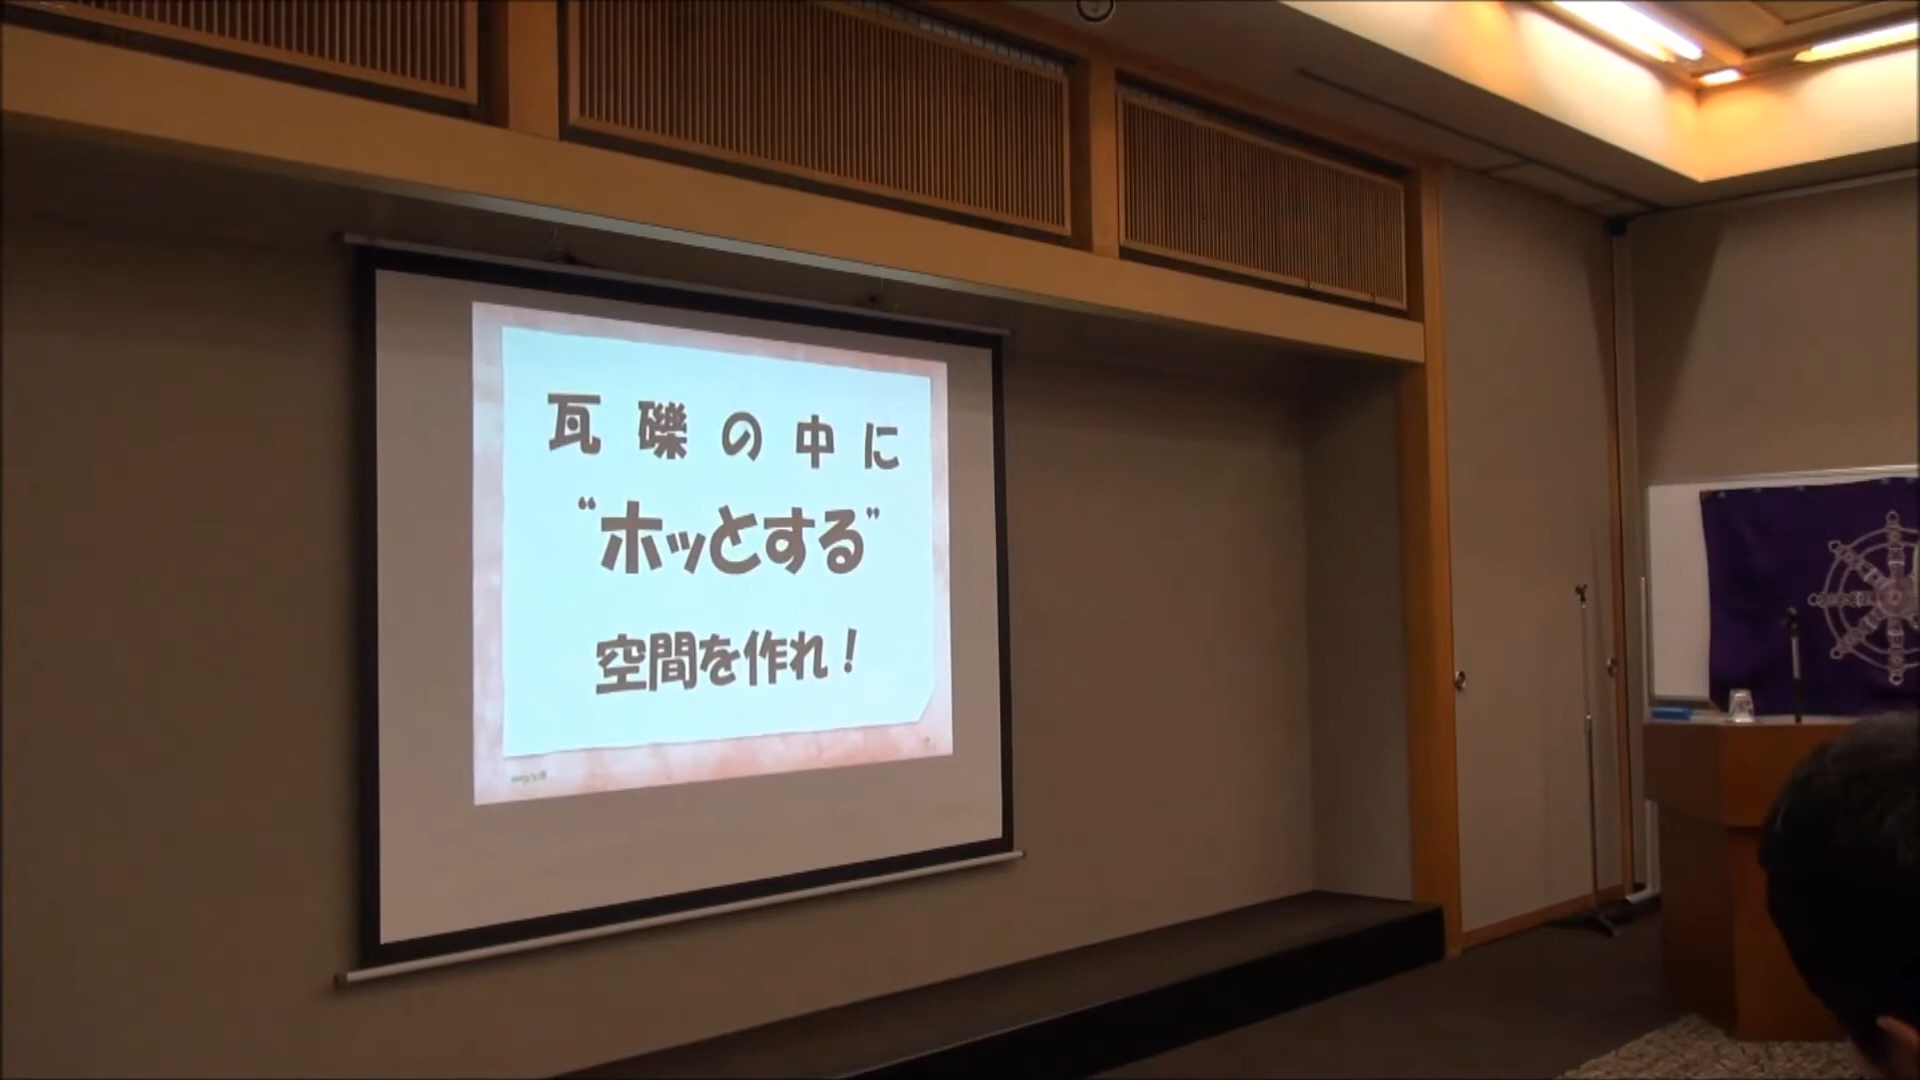 瓦礫の中に
“ホッとする”
空間を作れ！